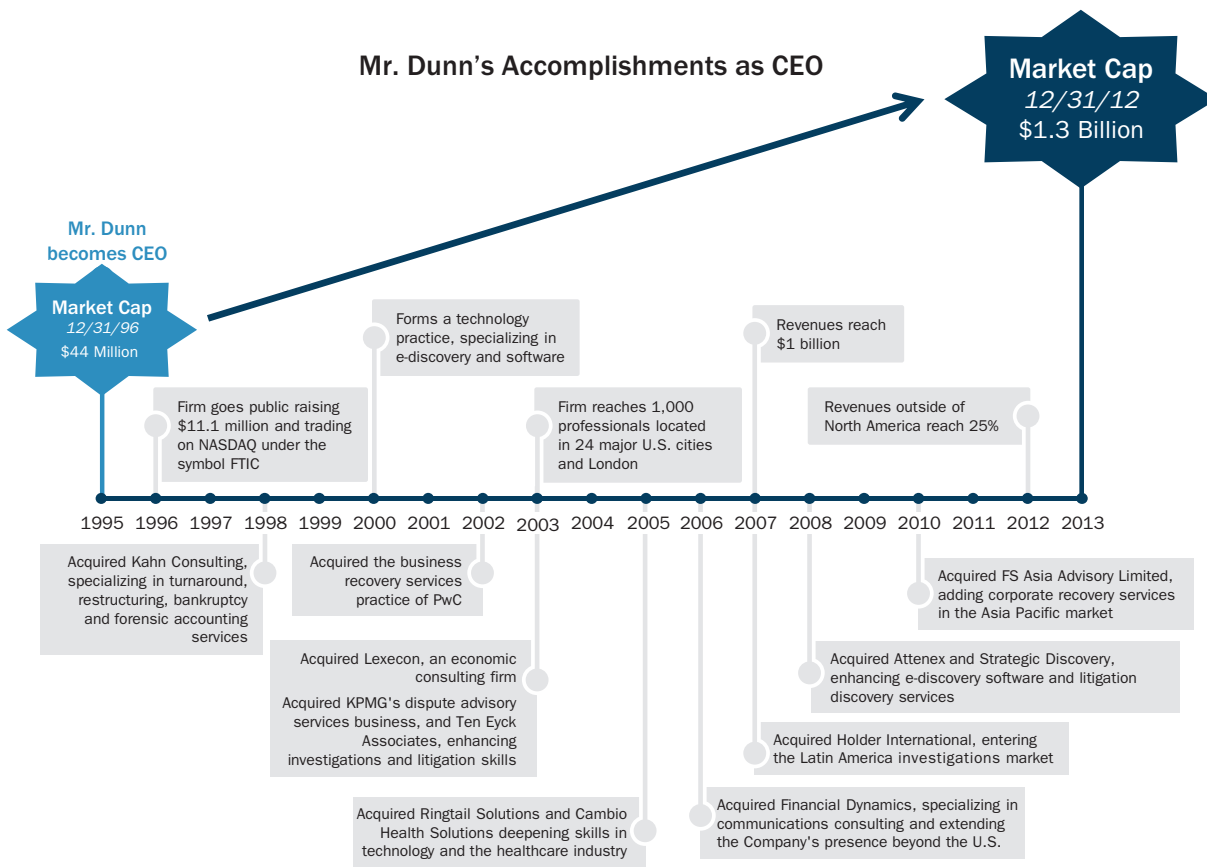 Mr. Dunn’s Accomplishments as CEO
Market Cap
12/31/12
$1.3 Billion
Mr. Dunn
becomes CEO
Market Cap
12/31/96
$44 Million
Forms a technology
practice, specializing in
e-discovery and software
Revenues reach
$1 billion
Firm goes public raising
$11.1 million and trading
on NASDAQ under the
symbol FTIC
Firm reaches 1,000
professionals located
in 24 major U.S. cities
and London
Revenues outside of
North America reach 25%
1995 1996 1997 1998 1999 2000 2001 2002 2003 2004 2005 2006 2007 2008 2009 2010 2011 2012 2013
Acquired Kahn Consulting,
specializing in turnaround,
restructuring, bankruptcy
and forensic accounting
services
Acquired the business
recovery services
practice of PwC
Acquired FS Asia Advisory Limited,
adding corporate recovery services
in the Asia Pacific market
Acquired Lexecon, an economic
consulting firm
Acquired KPMG's dispute advisory
services business, and Ten Eyck
Associates, enhancing
investigations and litigation skills
Acquired Attenex and Strategic Discovery,
enhancing e-discovery software and litigation
discovery services
Acquired Holder International, entering
the Latin America investigations market
Acquired Ringtail Solutions and Cambio
Health Solutions deepening skills in
technology and the healthcare industry
Acquired Financial Dynamics, specializing in
communications consulting and extending
the Company's presence beyond the U.S.